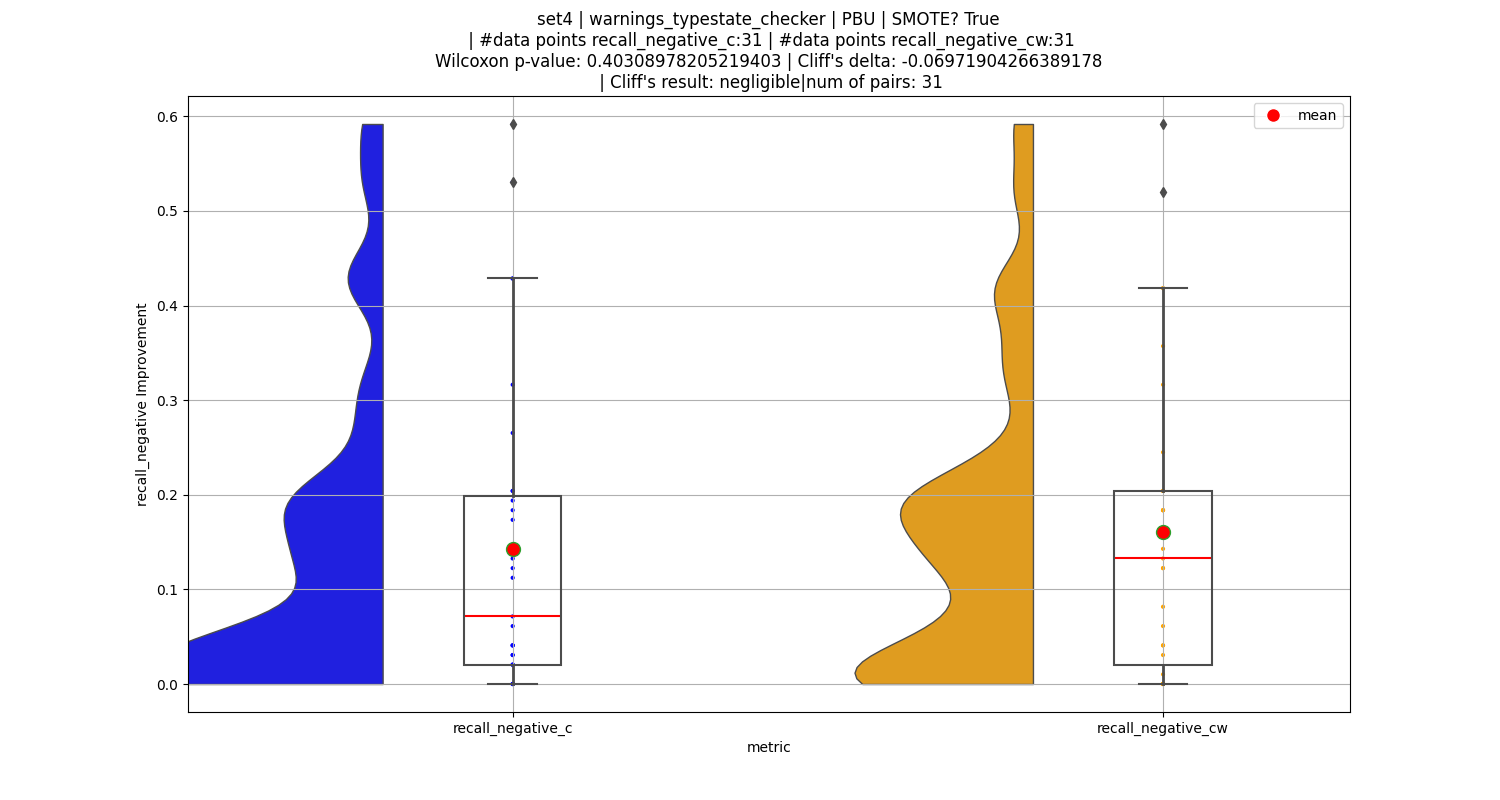 set4 | warnings_typestate_checker | PBU | SMOTE? True
| #data points recall_negative_c:31 | #data points recall_negative_cw:31
Wilcoxon p-value: 0.40308978205219403 | Cliff's delta: -0.06971904266389178
| Cliff's result: negligible|num of pairs: 31
mean
0.6
0.5
0.4
0.3
0.2
0.1
0.0
recall_negative Improvement
recall_negative_c
recall_negative_cw
metric